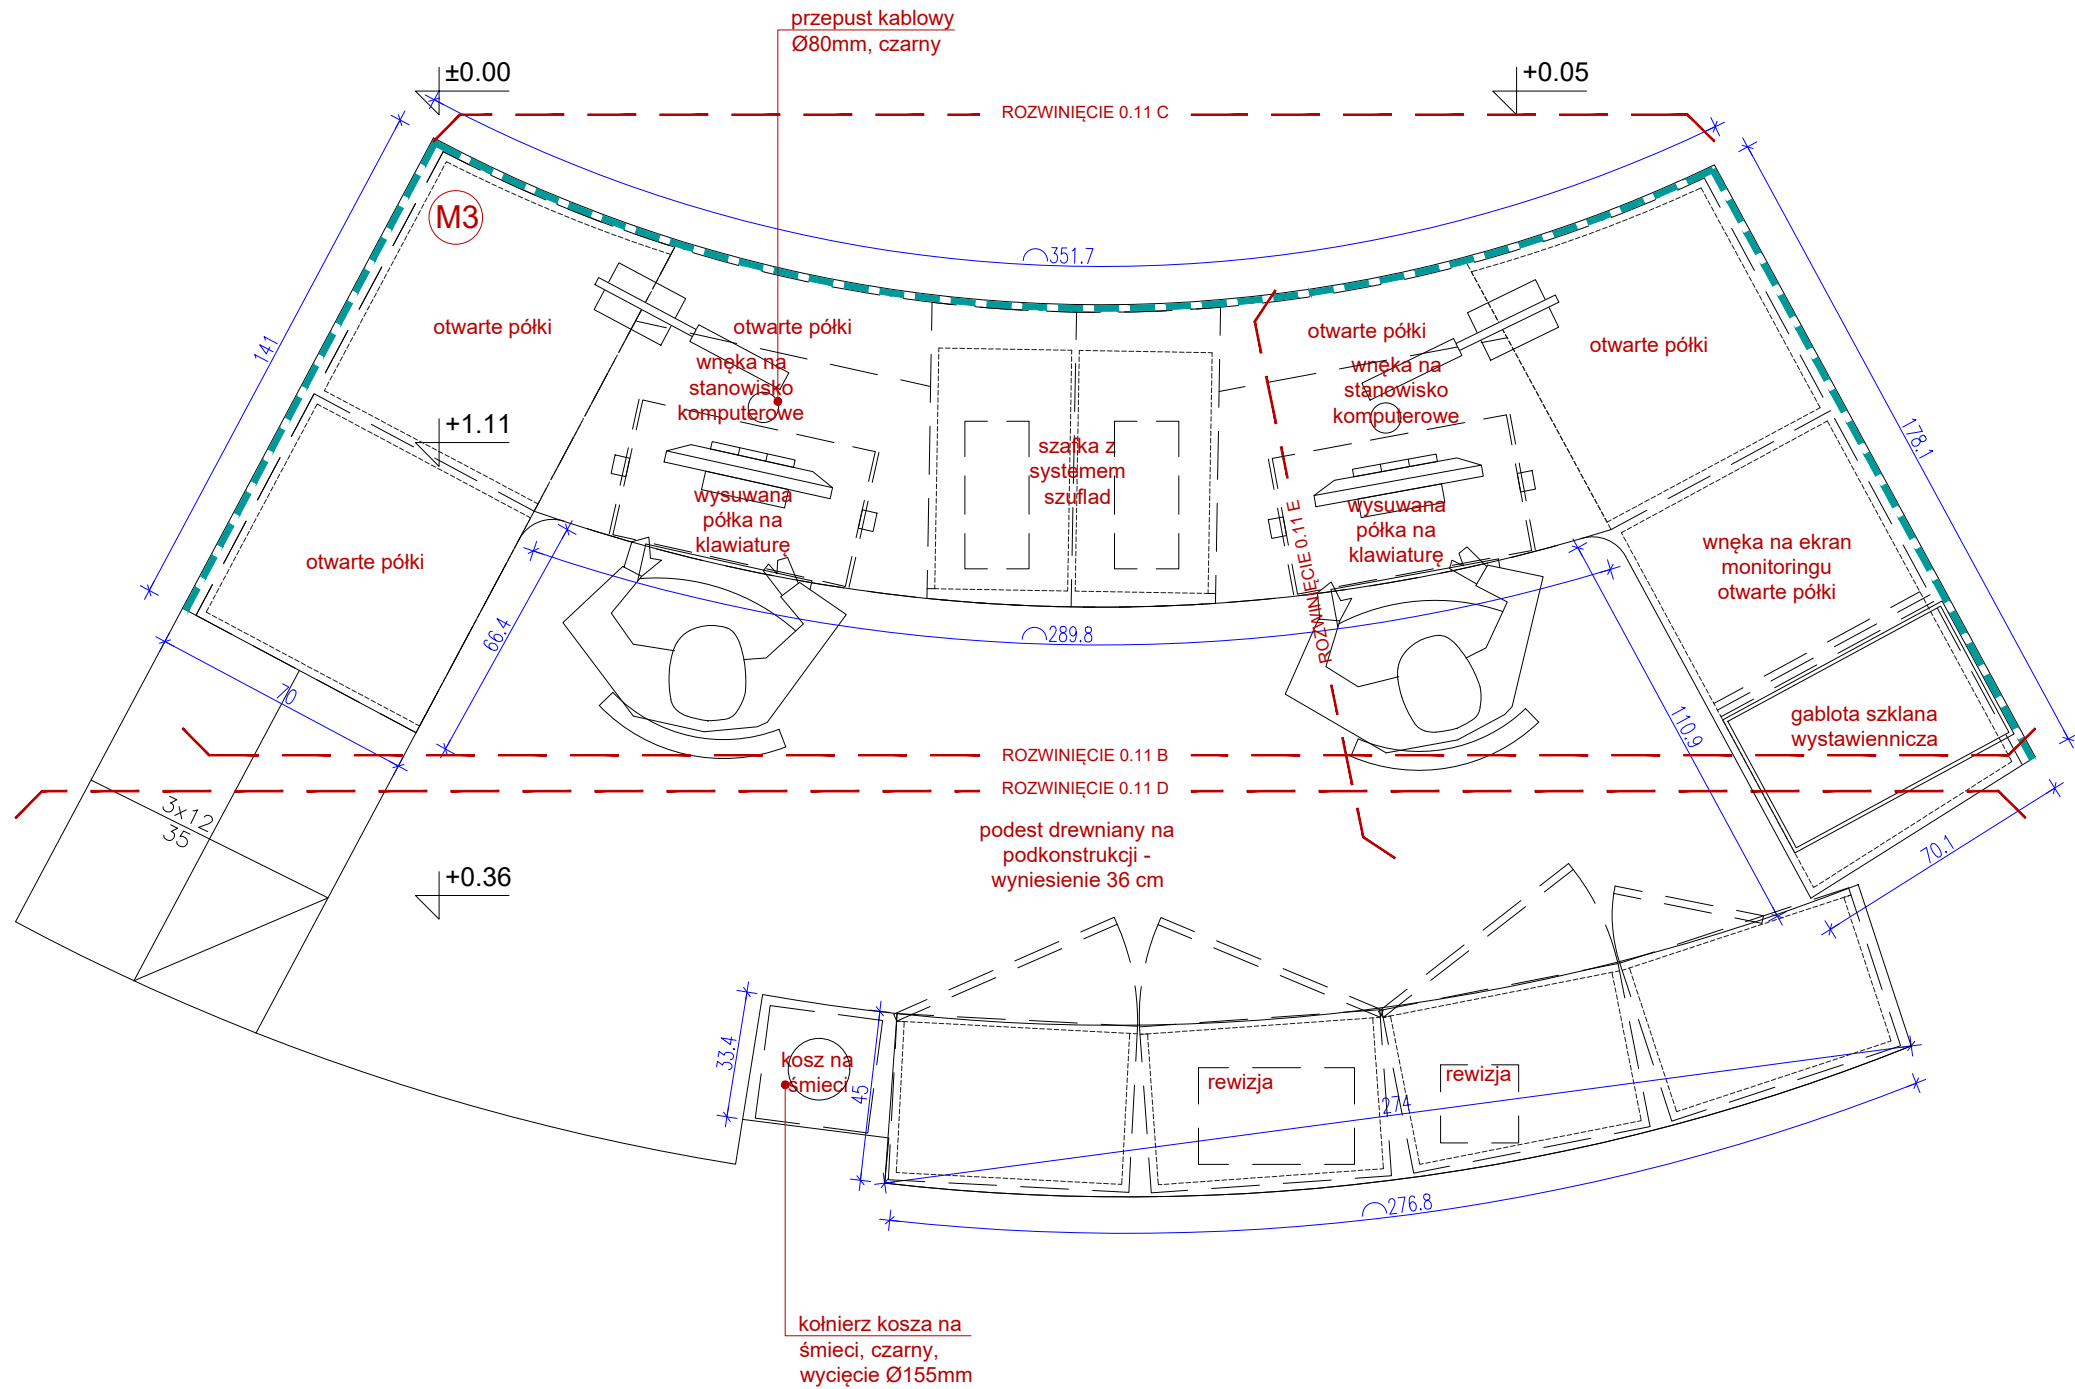 przepust kablowy
Ø80mm, czarny
±0.00
+0.05
ROZWINIĘCIE 0.11 C
M3
351.7
141
otwarte półki
otwarte półki
otwarte półki
otwarte półki
wnęka na
stanowisko
komputerowe
wnęka na
stanowisko
komputerowe
+1.11
178.1
szafka z
systemem
szuflad
wysuwana
półka na
klawiaturę
wysuwana
półka na
klawiaturę
ROZWINIĘCIE 0.11 E
otwarte półki
wnęka na ekran
monitoringu
otwarte półki
66.4
289.8
70
110.9
gablota szklana
wystawiennicza
ROZWINIĘCIE 0.11 B
ROZWINIĘCIE 0.11 D
3x12
35
podest drewniany na
podkonstrukcji -
wyniesienie 36 cm
70.1
+0.36
33.4
kosz na
śmieci
45
rewizja
rewizja
274
276.8
kołnierz kosza na
śmieci, czarny,
wycięcie Ø155mm